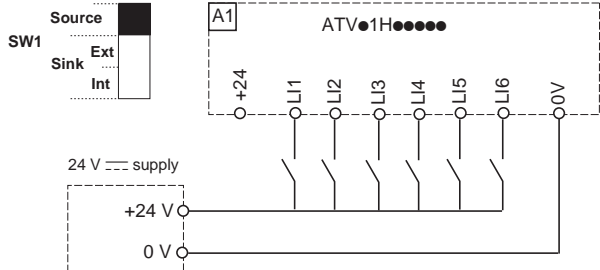 Source
SW1
Ext
Sink
Int
A1
ATV●1H●●●●●
+24
LI1
LI2
LI3
LI4
LI5
LI6
0V
24 V supply
+24 V
0 V